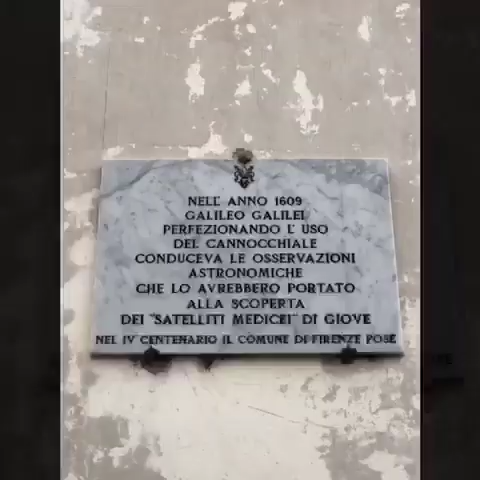 NELL' ANNO 1609
GALILEO GALILEI
PERFEZIONANDO L' USO
DEL CANNOCCHIALE
CONDUCEVA LE OSSERVAZIONI
ASTRONOMICHE
CHE LO AVREBBERO PORTATO
ALLA SCOPERTA
DEI "SATELLITI MEDICEI" DI GIOVE
NEL IV CENTENARIO IL COMUNE DI FIRENZE POSE